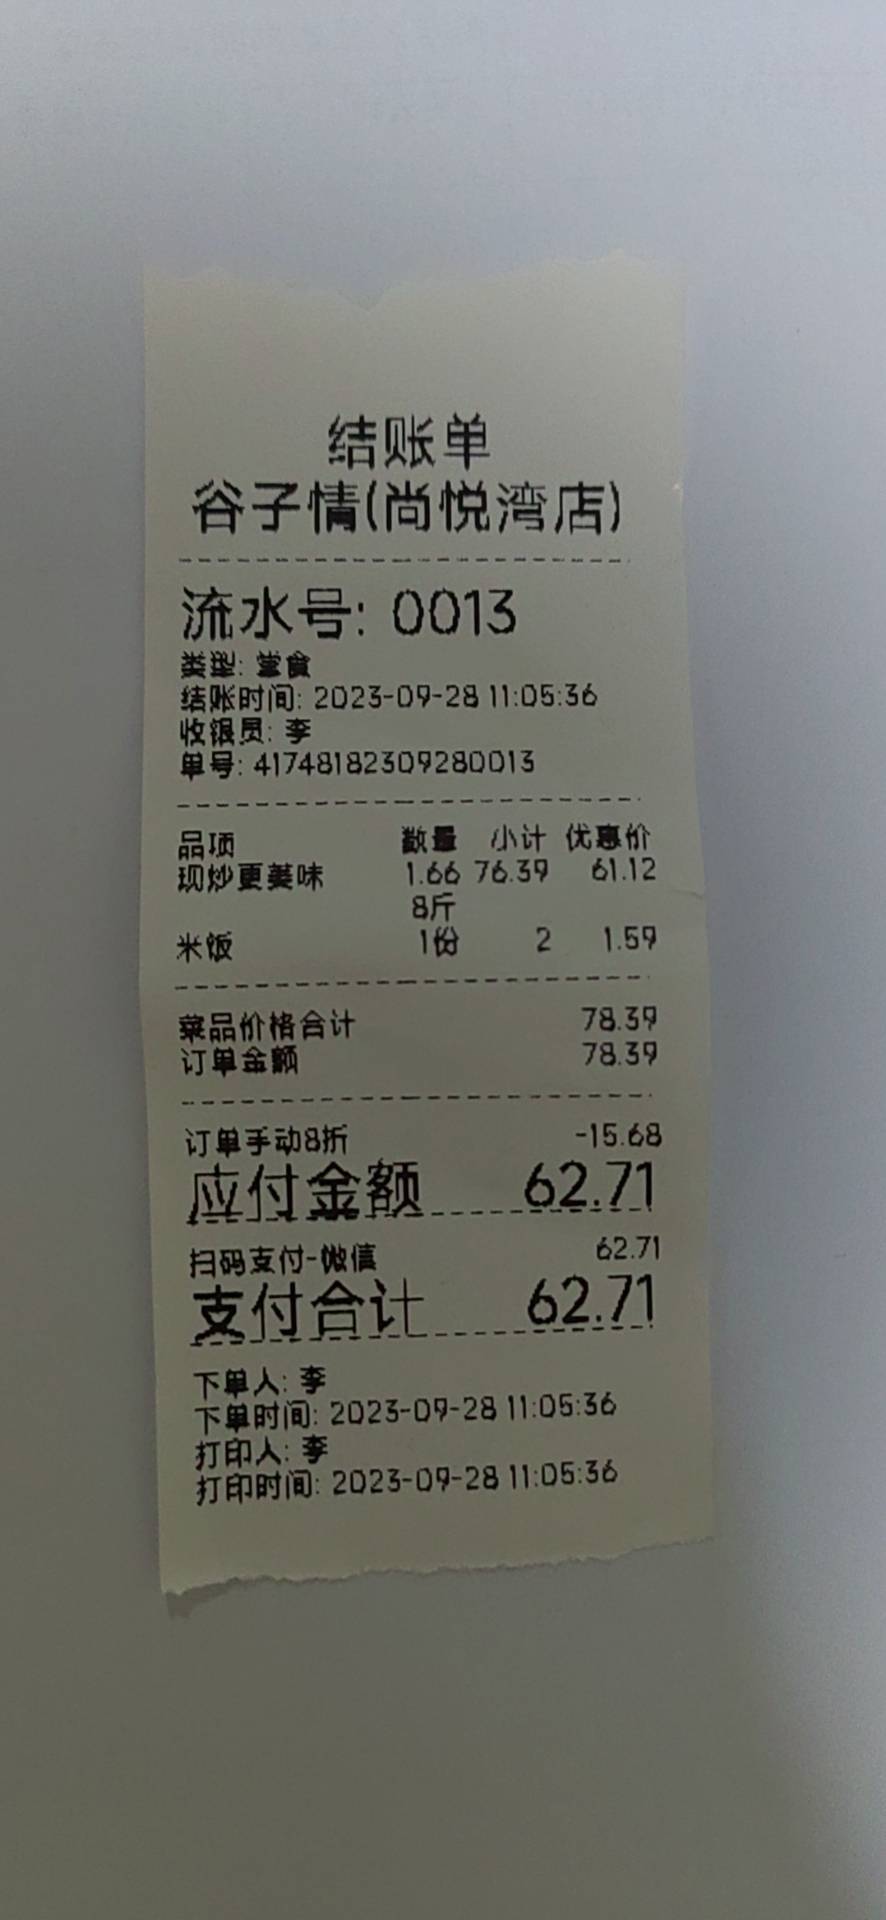 结账单
谷子情(尚悦湾店)
流水号: 0013
类型: 堂食
结账时间: 2023-09-28 11:05:36
收银员: 李
单号: 41748182309280013
品项 数量 小计 优惠价
现炒更美味 1.66 76.39 61.12
8斤
米饭 1份 2 1.59
菜品价格合计 78.39
订单金额 78.39
订单手动8折 -15.68
应付金额 62.71
扫码支付-微信 62.71
支付合计 62.71
下单人: 李
下单时间: 2023-09-28 11:05:36
打印人: 李
打印时间: 2023-09-28 11:05:36